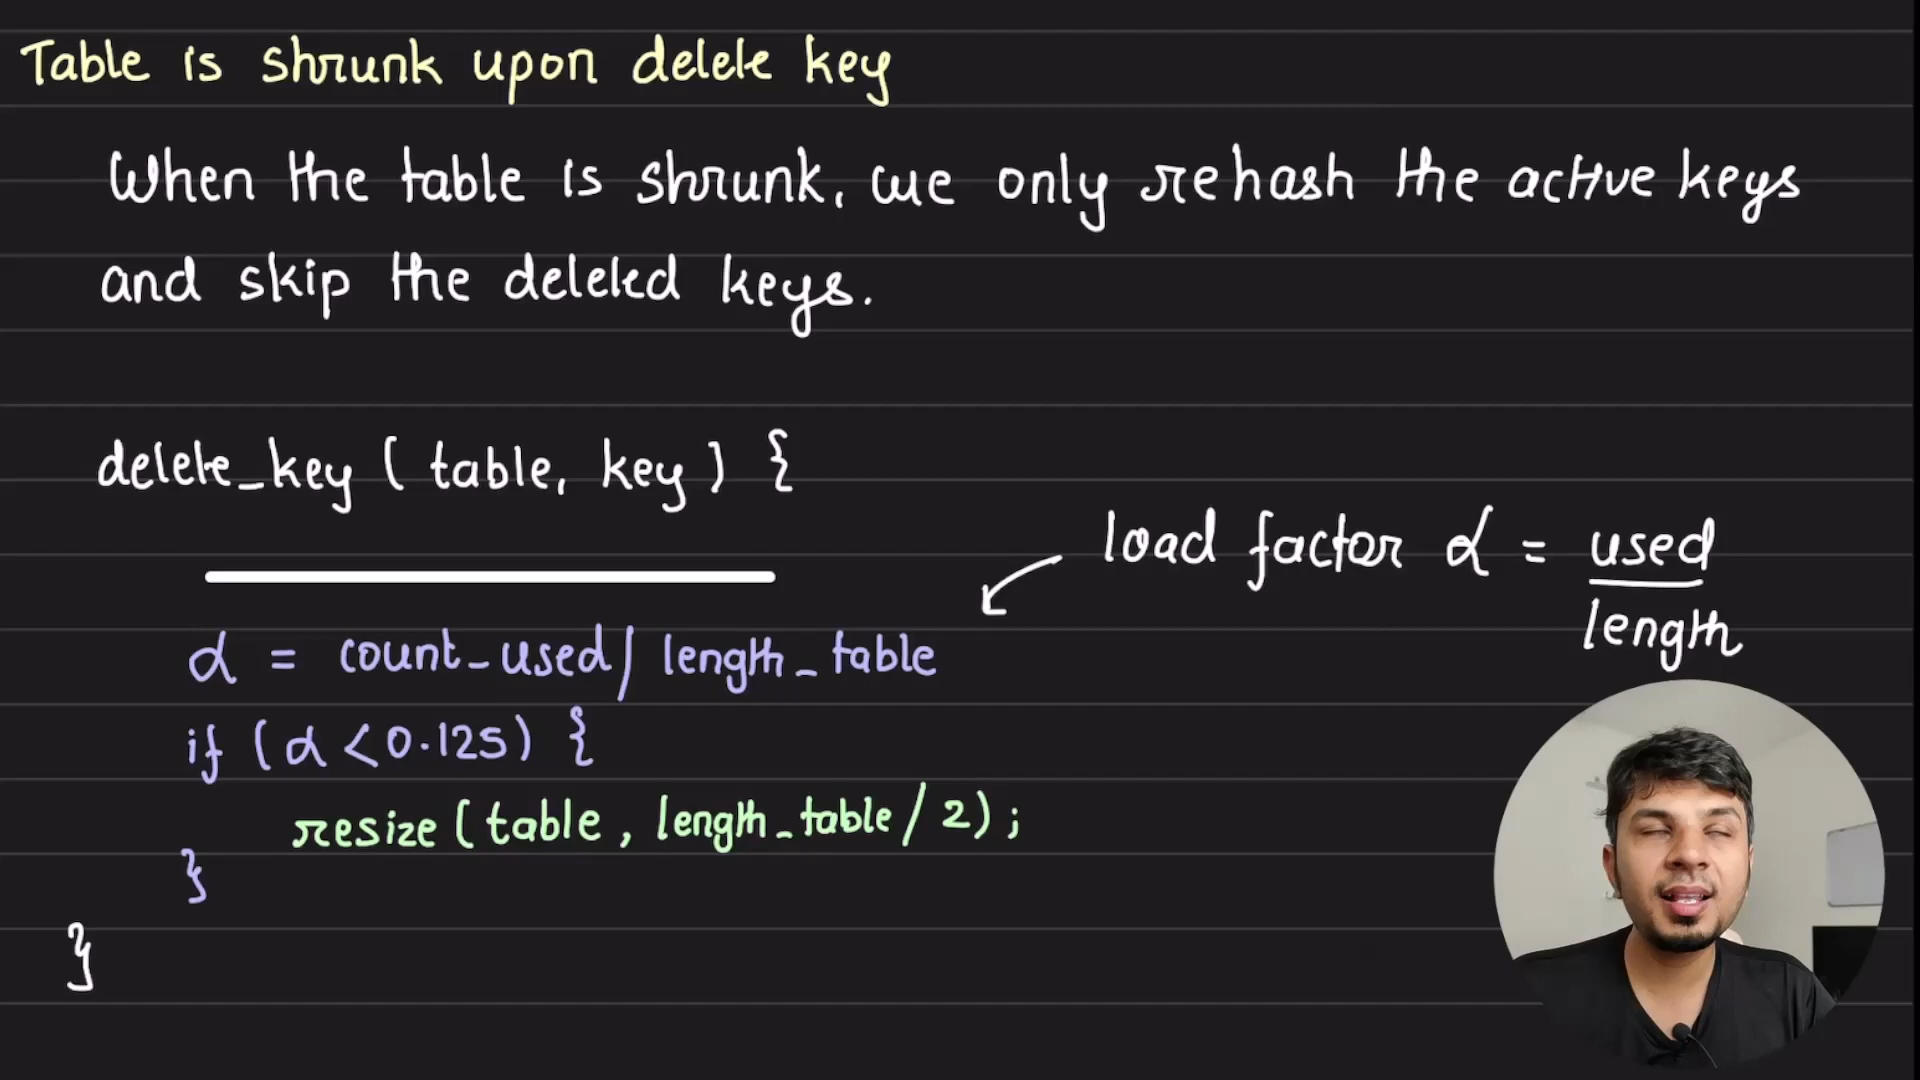 Table is shrunk upon delete key
When the table is shrunk, we only rehash the active keys
and skip the deleted keys.
delete_key ( table, key ) {
load factor α = used
length
α = count_used / length_table
if ( α < 0.125 ) {
resize ( table, length_table / 2 ) ;
}
}